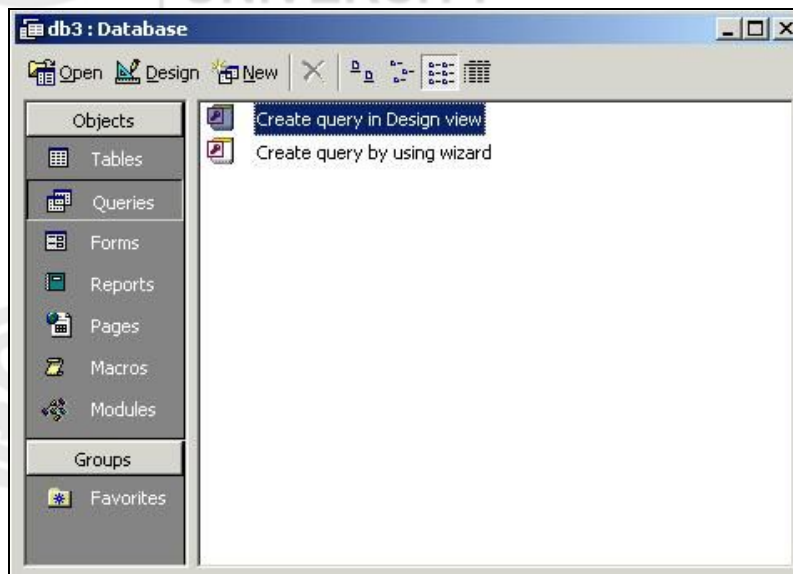 UNIVERSITY
db3 : Database
Open Design New
Objects
Tables
Queries
Forms
Reports
Pages
Macros
Modules
Groups
Favorites
Create query in Design view
Create query by using wizard